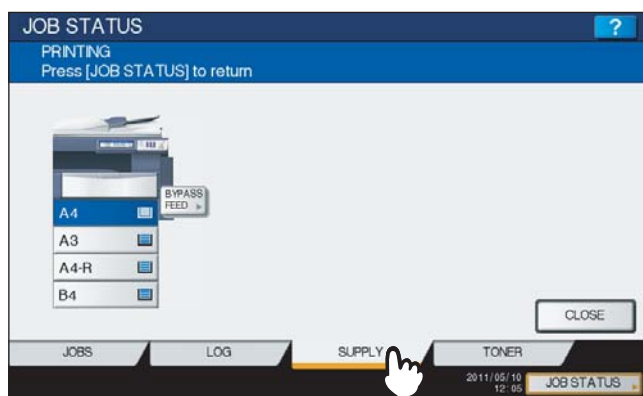 JOB STATUS
?
PRINTING
Press [JOB STATUS] to return
BYPASS
FEED
A4
A3
A4-R
B4
CLOSE
JOBS
LOG
SUPPLY
TONER
2011/05/10
12:05
JOB STATUS